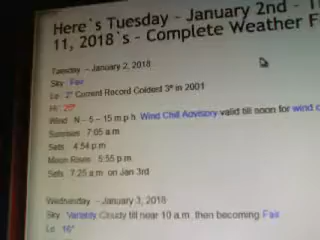 Here`s Tuesday - January 2nd -
11, 2018`s - Complete Weather F
Tuesday - January 2, 2018
Sky Fair
Lo 2° Current Record Coldest 3° in 2001
Hi 25°
Wind N - 5 - 15 m p h Wind Chill Advisory valid till soon for wind
Sunrises 7:05 a.m
Sets 4:54 p.m
Moon Rises 5:55 p.m
Sets 7:25 a.m on Jan 3rd
Wednesday - January 3, 2018
Sky Variably Cloudy till near 10 a.m. then becoming Fair
Lo 16°